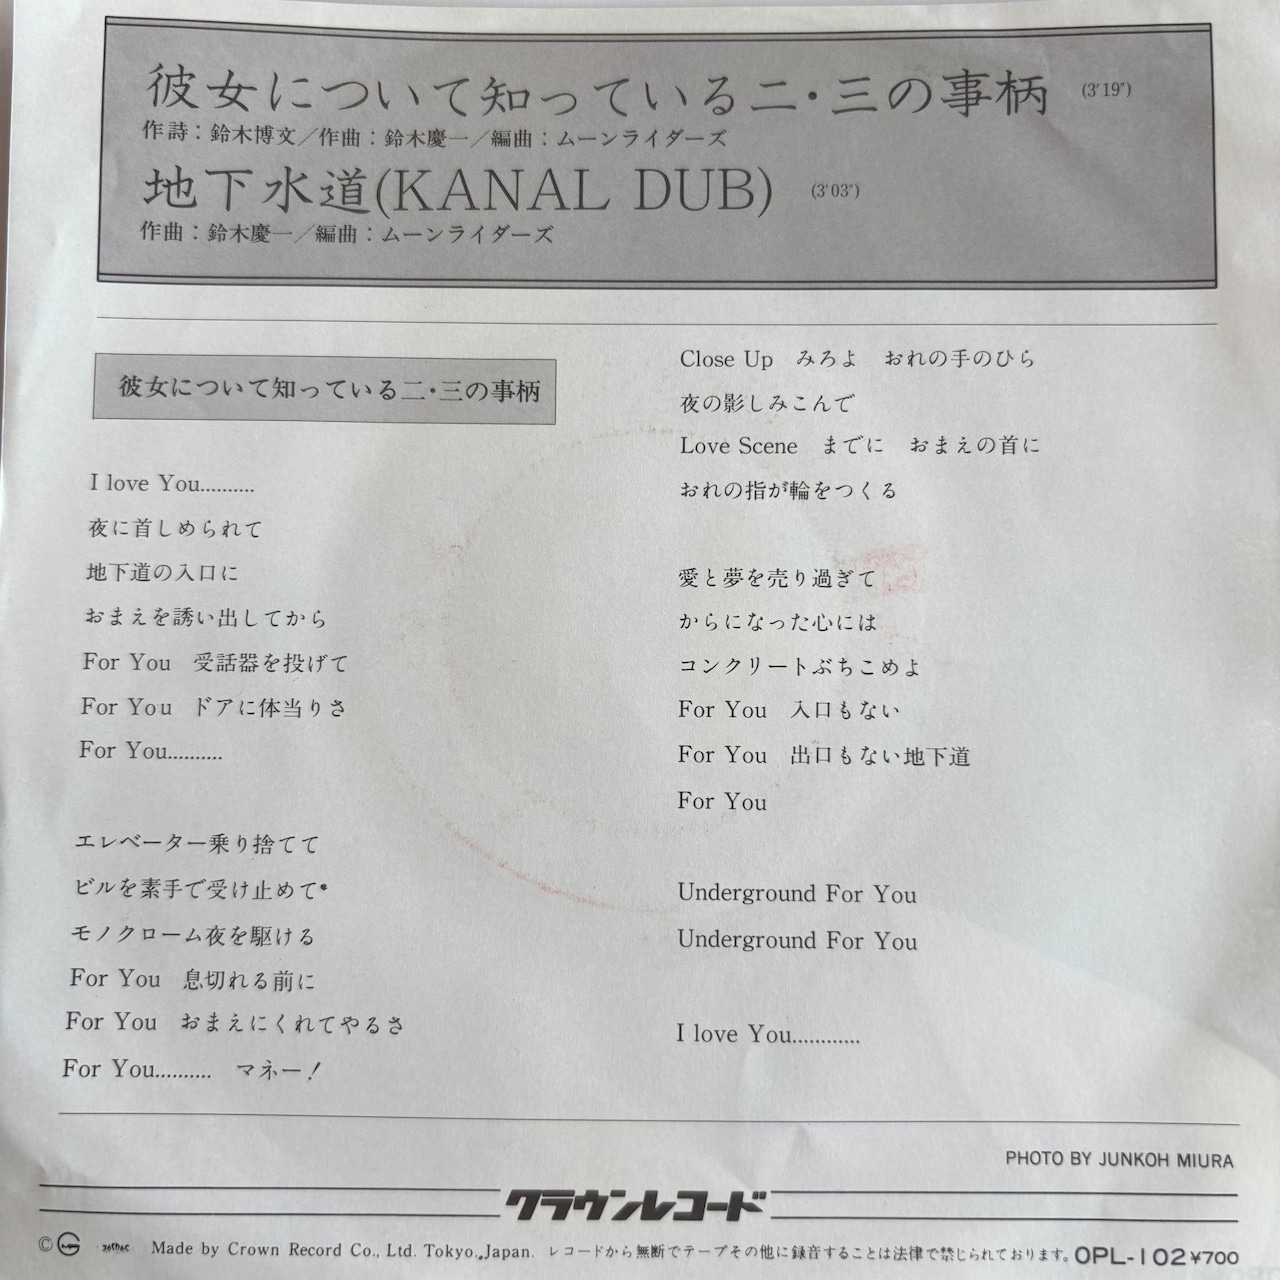 彼女について知っている二・三の事柄 (3′19″)
作詩：鈴木博文／作曲：鈴木慶一／編曲：ムーンライダーズ
地下水道(KANAL DUB) (3′03″)
作曲：鈴木慶一／編曲：ムーンライダーズ
彼女について知っている二・三の事柄
I love You..........
夜に首しめられて
地下道の入口に
おまえを誘い出してから
For You 受話器を投げて
For You ドアに体当りさ
For You..........
エレベーター乗り捨てて
ビルを素手で受け止めて
モノクローム夜を駆ける
For You 息切れる前に
For You おまえにくれてやるさ
For You.......... マネー！
Close Up みろよ おれの手のひら
夜の影しみこんで
Love Scene までに おまえの首に
おれの指が輪をつくる
愛と夢を売り過ぎて
からになった心には
コンクリートぶちこめよ
For You 入口もない
For You 出口もない地下道
For You
Underground For You
Underground For You
I love You............
PHOTO BY JUNKOH MIURA
クラウンレコード
© Made by Crown Record Co., Ltd. Tokyo. Japan. レコードから無断でテープその他に録音することは法律で禁じられております。OPL-102 ¥700